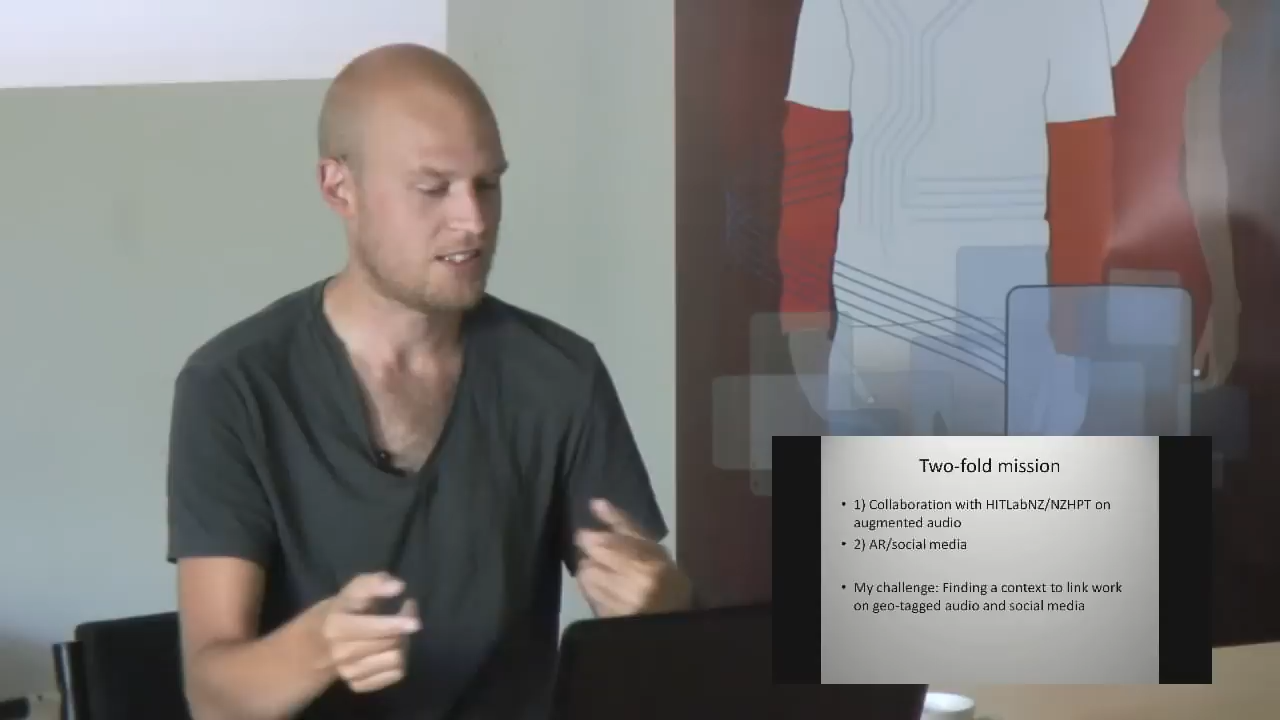 Two-fold mission
• 1) Collaboration with HITLabNZ/NZHPT on
augmented audio
• 2) AR/social media
• My challenge: Finding a context to link work
on geo-tagged audio and social media